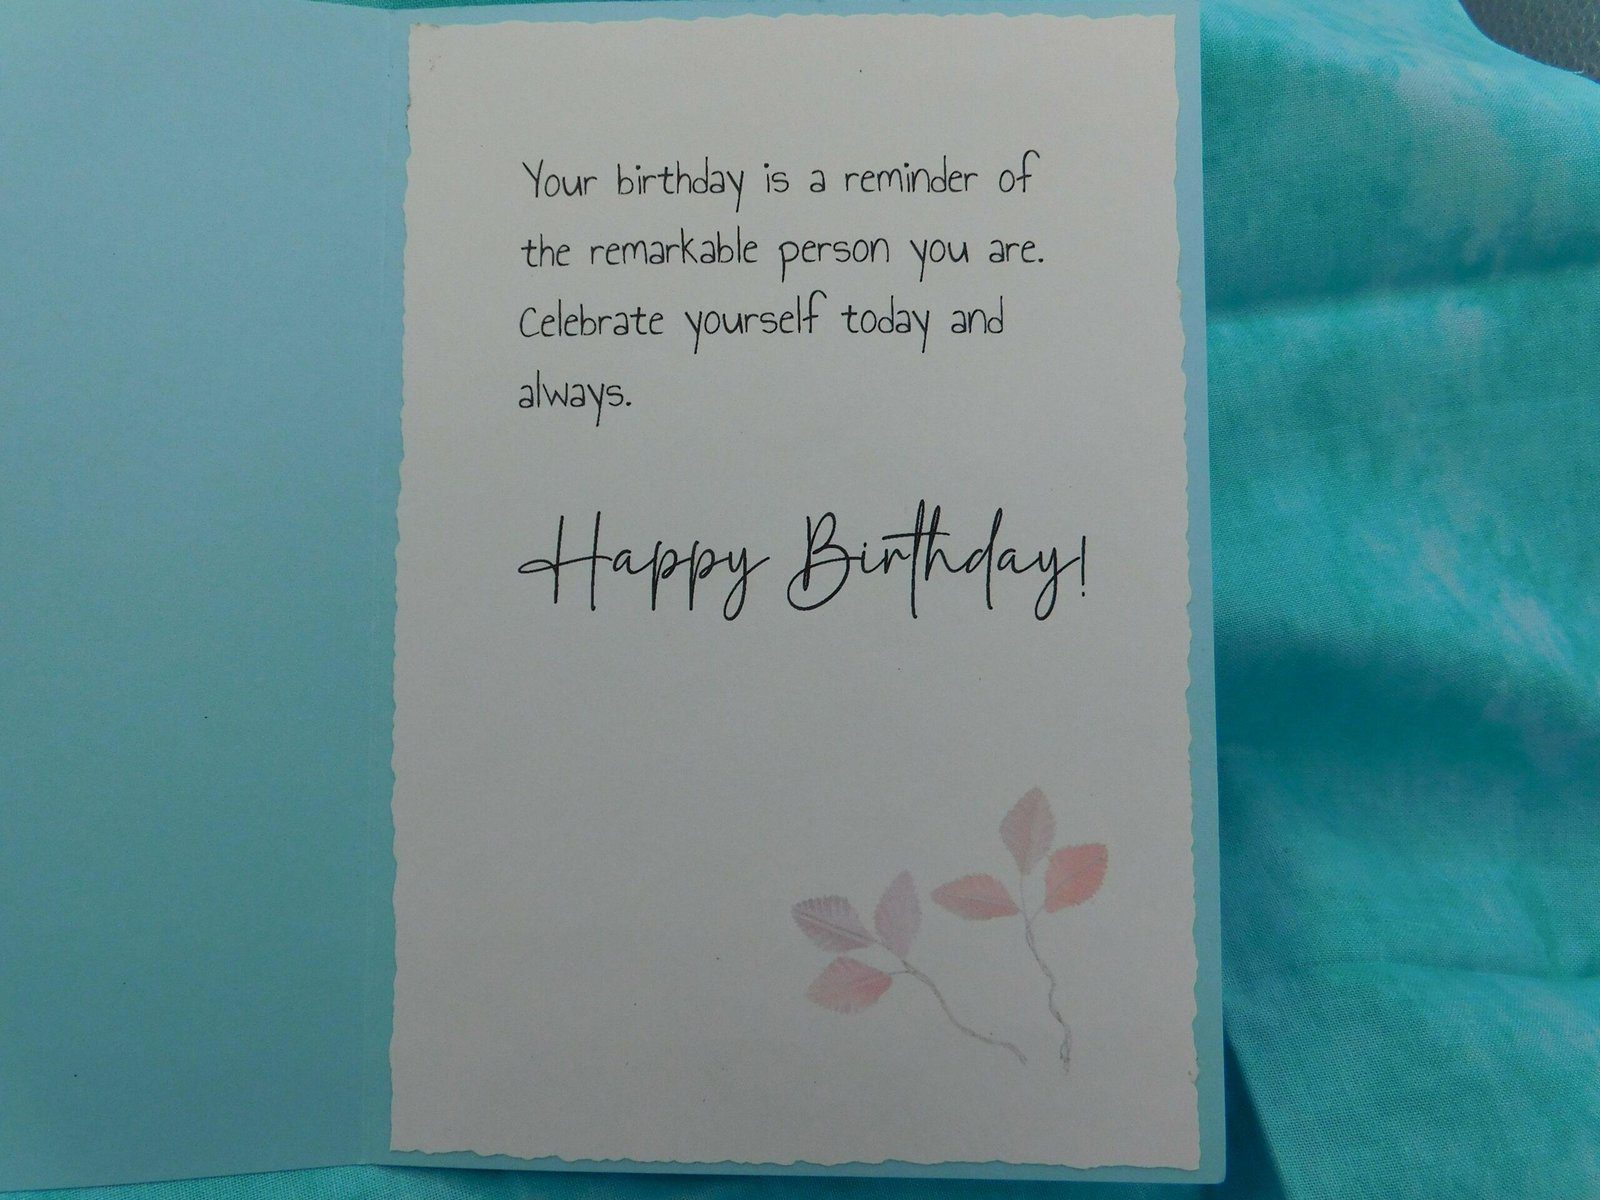 Your birthday is a reminder of
the remarkable person you are.
Celebrate yourself today and
always.
Happy Birthday!